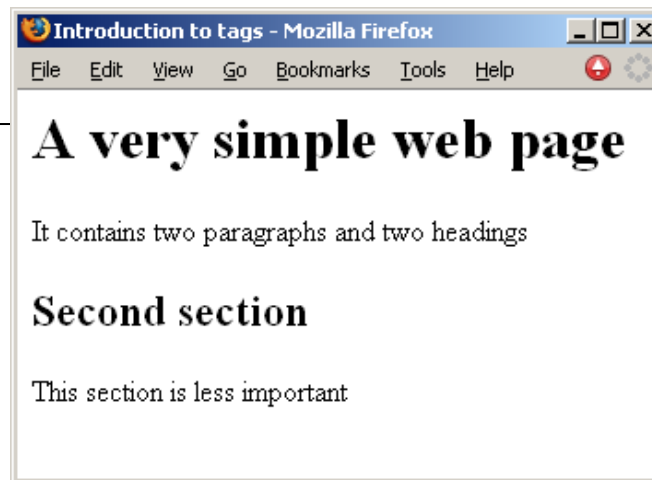 Introduction to tags - Mozilla Firefox
File Edit View Go Bookmarks Tools Help
A very simple web page
It contains two paragraphs and two headings
Second section
This section is less important